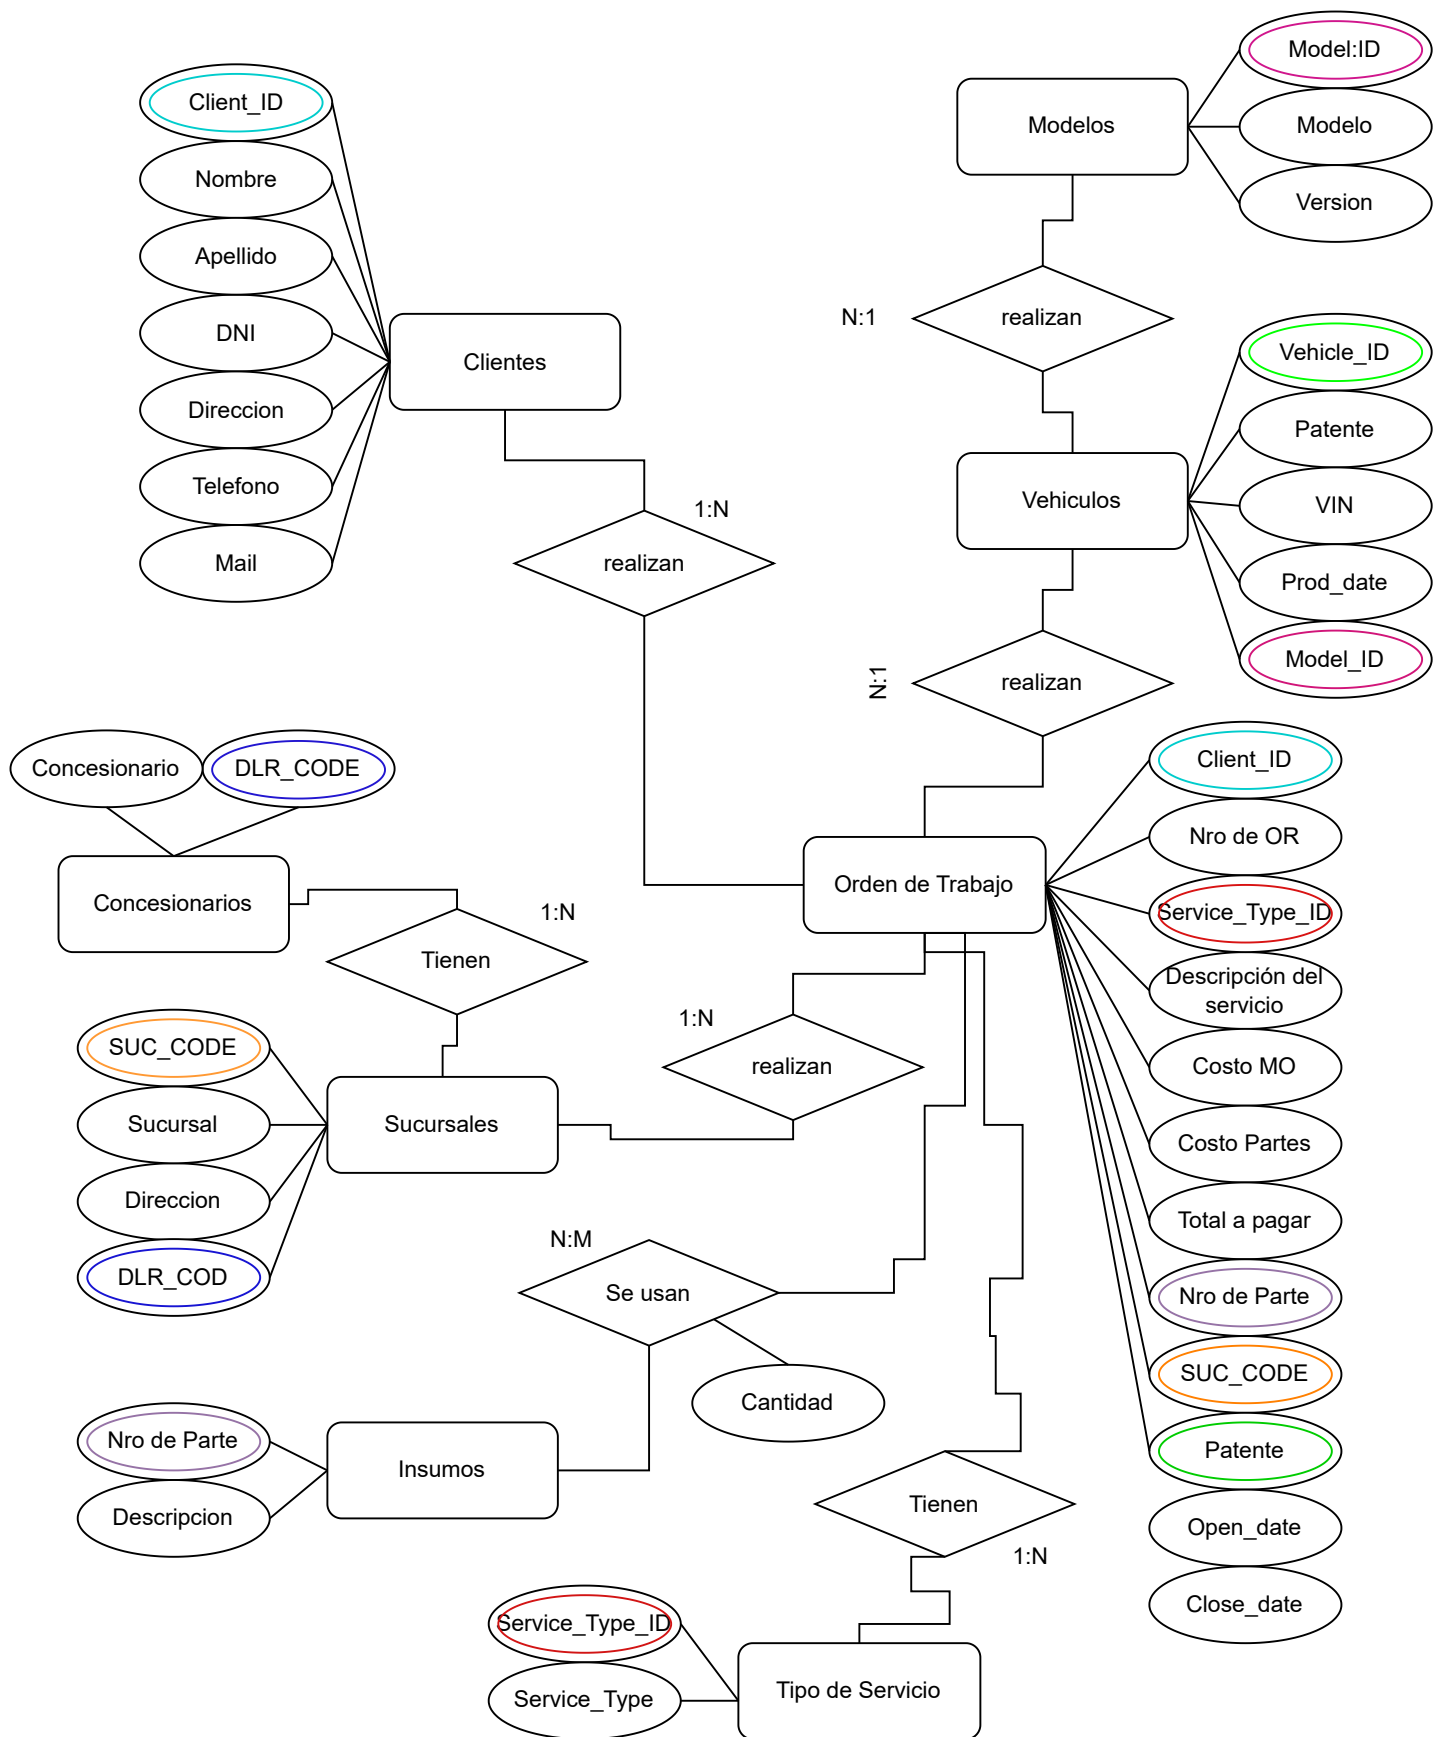 Model:ID
Modelos
Modelo
Version
Client_ID
Nombre
Apellido
DNI
Direccion
Telefono
Mail
Clientes
N:1
realizan
Vehicle_ID
Patente
VIN
Prod_date
Model_ID
Vehiculos
1:N
realizan
N:1
realizan
Concesionario
DLR_CODE
Concesionarios
1:N
Tienen
Orden de Trabajo
Client_ID
Nro de OR
Service_Type_ID
Descripción del
servicio
Costo MO
Costo Partes
Total a pagar
Nro de Parte
SUC_CODE
Patente
Open_date
Close_date
1:N
realizan
SUC_CODE
Sucursal
Direccion
DLR_COD
Sucursales
N:M
Se usan
Cantidad
Nro de Parte
Descripcion
Insumos
Tienen
1:N
Service_Type_ID
Service_Type
Tipo de Servicio